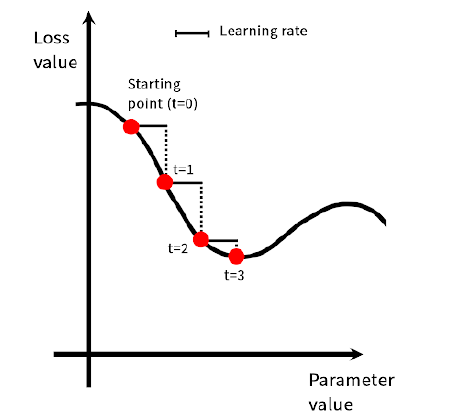 Loss
value
Learning rate
Starting
point (t=0)
t=1
t=2
t=3
Parameter
value